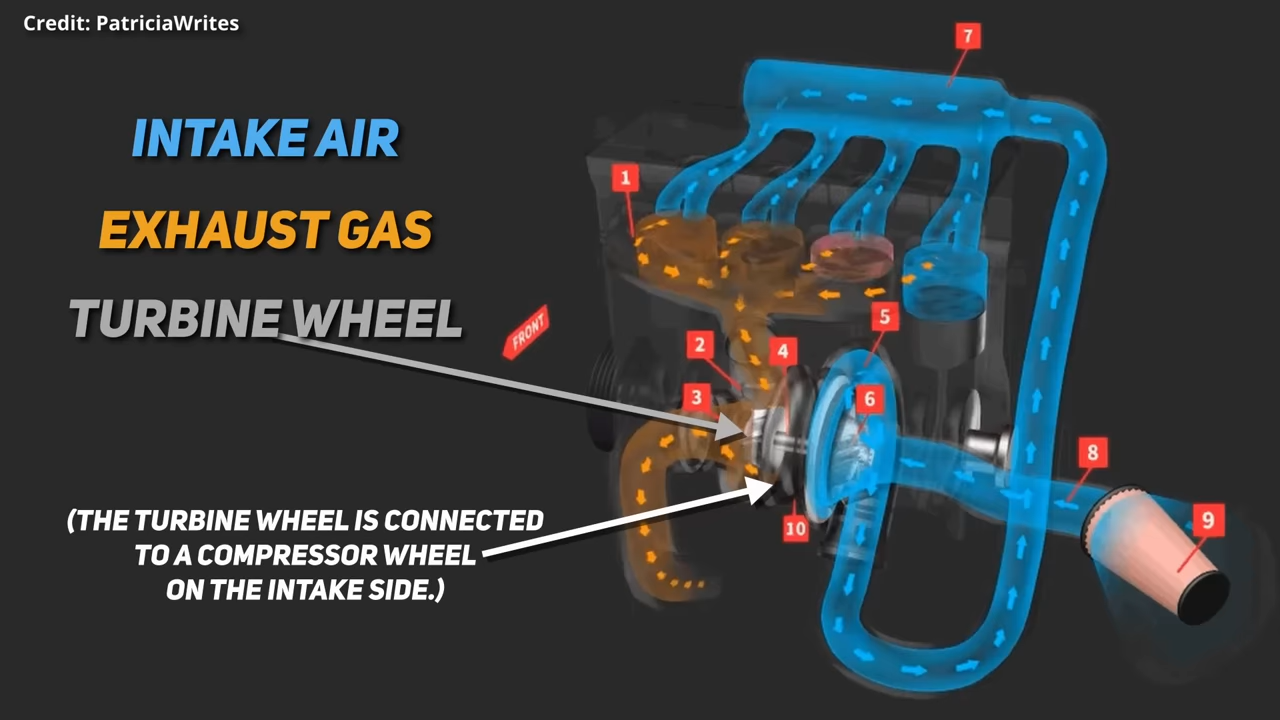 Credit: PatriciaWrites
INTAKE AIR
EXHAUST GAS
TURBINE WHEEL
(THE TURBINE WHEEL IS CONNECTED
TO A COMPRESSOR WHEEL
ON THE INTAKE SIDE.)
FRONT
7
1
5
2
4
3
6
8
9
10